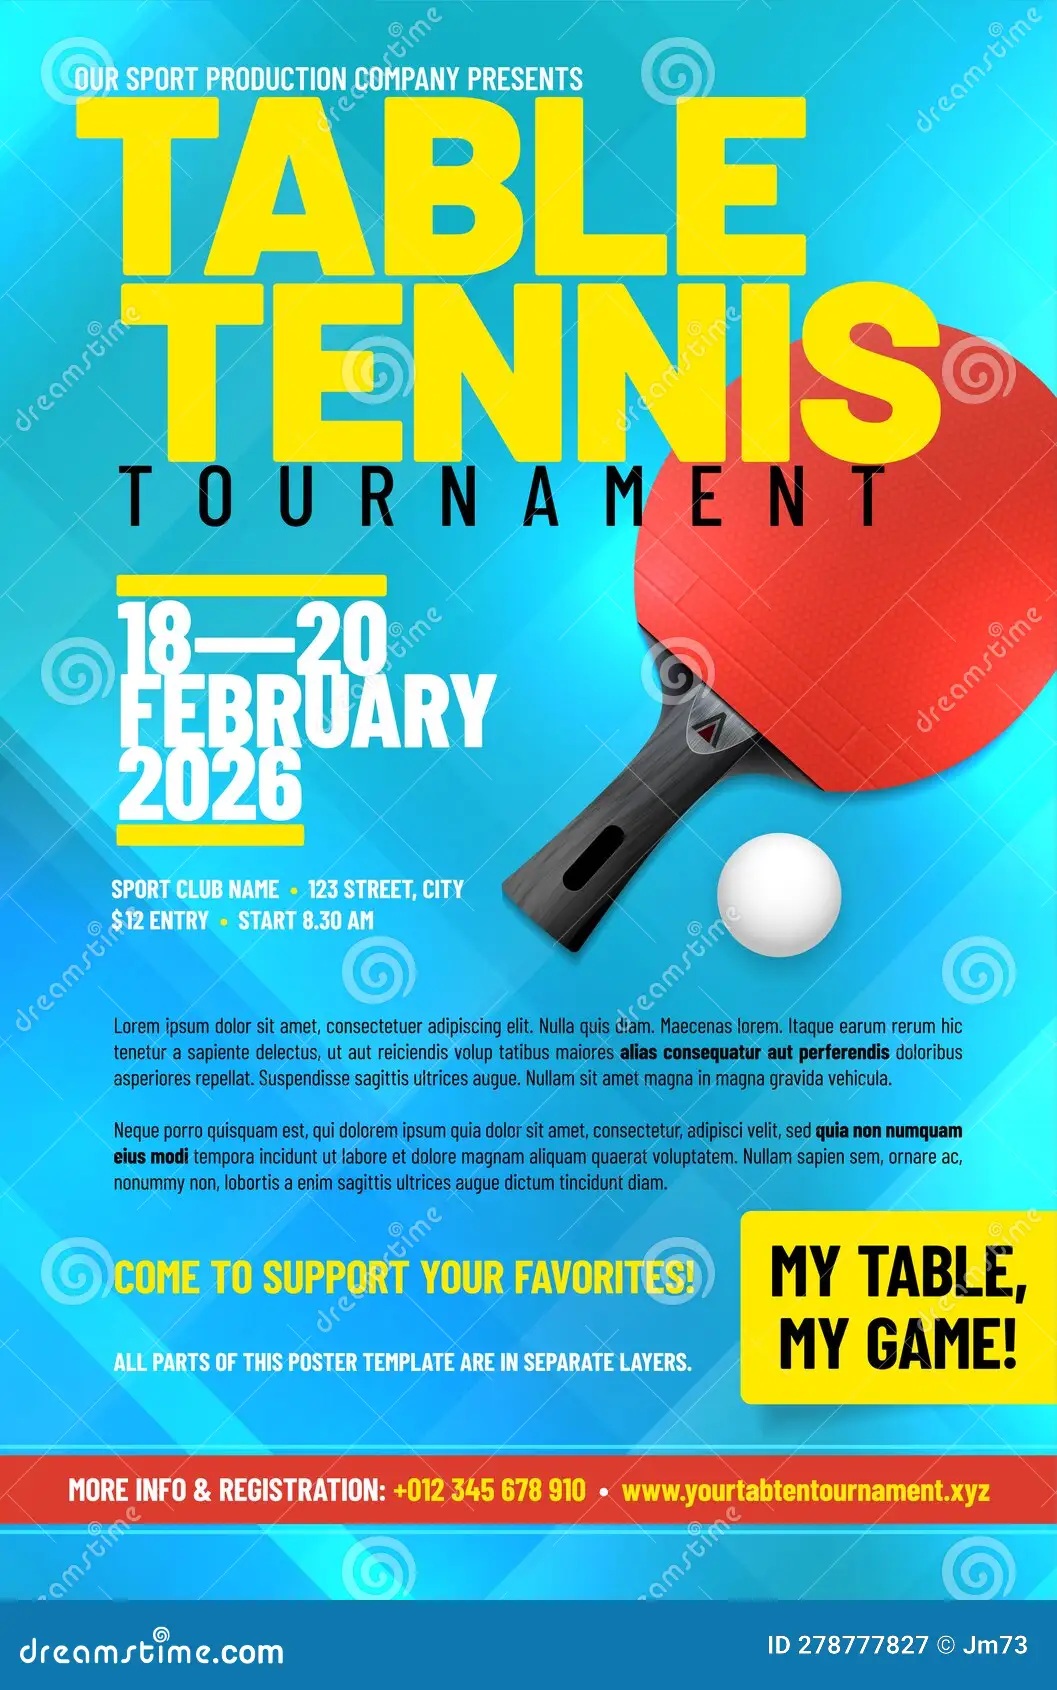 OUR SPORT PRODUCTION COMPANY PRESENTS
TABLE
TENNIS
TOURNAMENT
18—20
FEBRUARY
2026
SPORT CLUB NAME • 123 STREET, CITY
$12 ENTRY • START 8.30 AM
Lorem ipsum dolor sit amet, consectetuer adipiscing elit. Nulla quis diam. Maecenas lorem. Itaque earum rerum hic
tenetur a sapiente delectus, ut aut reiciendis volup tatibus maiores alias consequatur aut perferendis doloribus
asperiores repellat. Suspendisse sagittis ultrices augue. Nullam sit amet magna in magna gravida vehicula.
Neque porro quisquam est, qui dolorem ipsum quia dolor sit amet, consectetur, adipisci velit, sed quia non numquam
eius modi tempora incidunt ut labore et dolore magnam aliquam quaerat voluptatem. Nullam sapien sem, ornare ac,
nonummy non, lobortis a enim sagittis ultrices augue dictum tincidunt diam.
COME TO SUPPORT YOUR FAVORITES!
ALL PARTS OF THIS POSTER TEMPLATE ARE IN SEPARATE LAYERS.
MY TABLE,
MY GAME!
MORE INFO & REGISTRATION: +012 345 678 910 • www.yourtabtentournament.xyz
dreamstime.com
ID 278777827 © Jm73